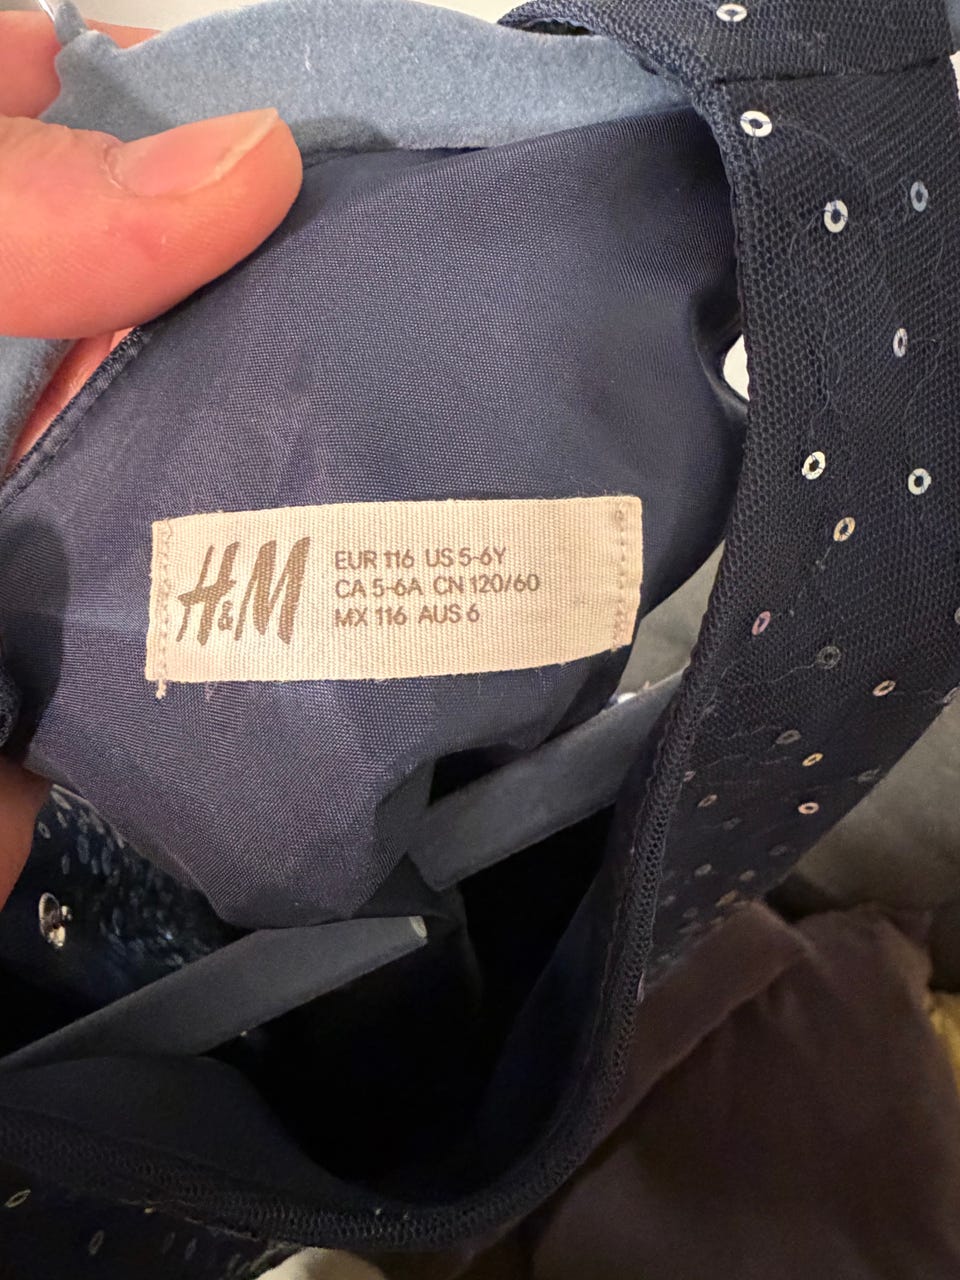 H&M
EUR 116 US 5-6Y
CA 5-6A CN 120/60
MX 116 AUS 6